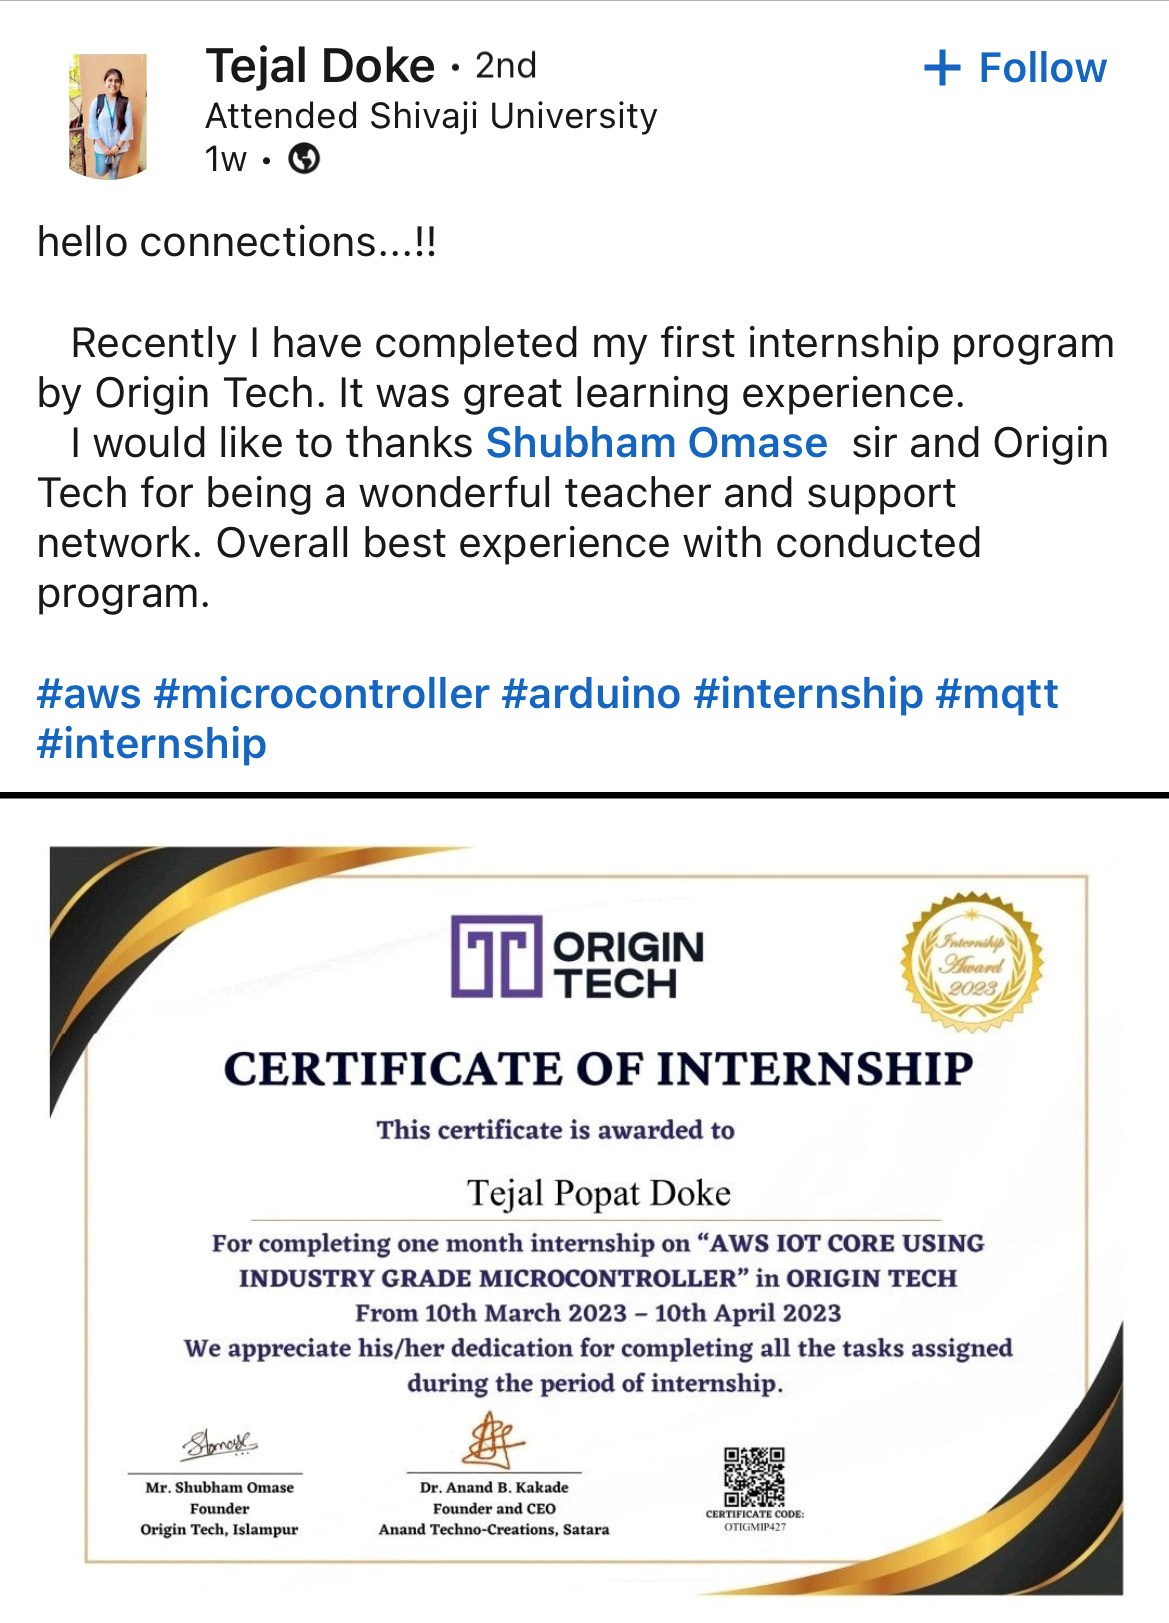 Tejal Doke • 2nd
+ Follow
Attended Shivaji University
1w •
hello connections...!!
Recently I have completed my first internship program
by Origin Tech. It was great learning experience.
I would like to thanks Shubham Omase sir and Origin
Tech for being a wonderful teacher and support
network. Overall best experience with conducted
program.
#aws #microcontroller #arduino #internship #mqtt
#internship
ORIGIN
TECH
Internship
Award
2023
CERTIFICATE OF INTERNSHIP
This certificate is awarded to
Tejal Popat Doke
For completing one month internship on “AWS IOT CORE USING
INDUSTRY GRADE MICROCONTROLLER” in ORIGIN TECH
From 10th March 2023 – 10th April 2023
We appreciate his/her dedication for completing all the tasks assigned
during the period of internship.
Mr. Shubham Omase
Founder
Origin Tech, Islampur
Dr. Anand B. Kakade
Founder and CEO
Anand Techno-Creations, Satara
CERTIFICATE CODE:
OTIGMIP427